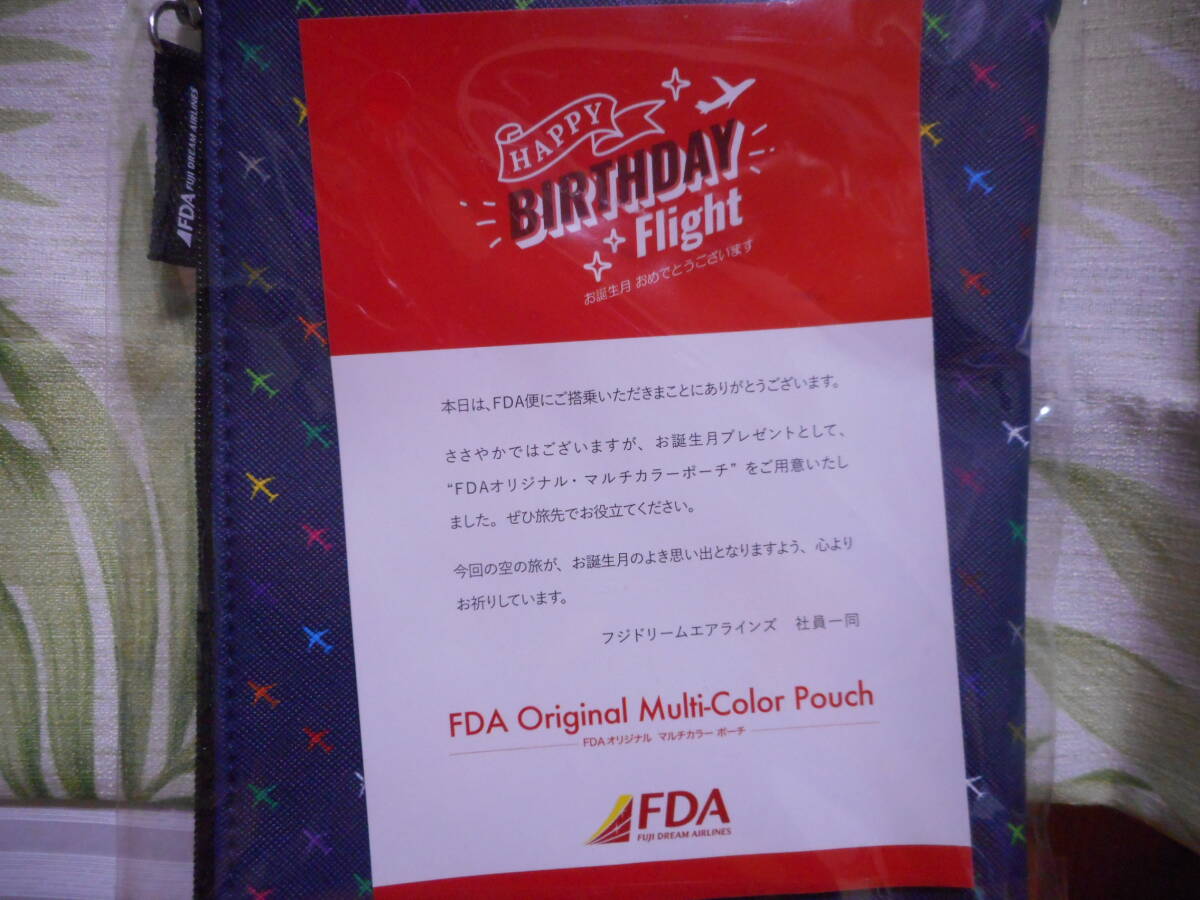 FDA FUJI DREAM AIRLINES
HAPPY
BIRTHDAY
Flight
お誕生月 おめでとうございます
本日は、FDA便にご搭乗いただきまことにありがとうございます。
ささやかではございますが、お誕生月プレゼントとして、
“FDAオリジナル・マルチカラーポーチ” をご用意いたし
ました。ぜひ旅先でお役立てください。
今回の空の旅が、お誕生月のよき思い出となりますよう、心より
お祈りしています。
フジドリームエアラインズ　社員一同
FDA Original Multi-Color Pouch
FDAオリジナル マルチカラー ポーチ
FDA
FUJI DREAM AIRLINES